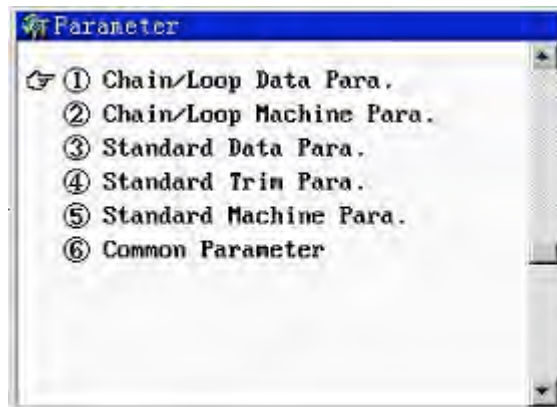 Parameter
① Chain/Loop Data Para.
② Chain/Loop Machine Para.
③ Standard Data Para.
④ Standard Trim Para.
⑤ Standard Machine Para.
⑥ Common Parameter